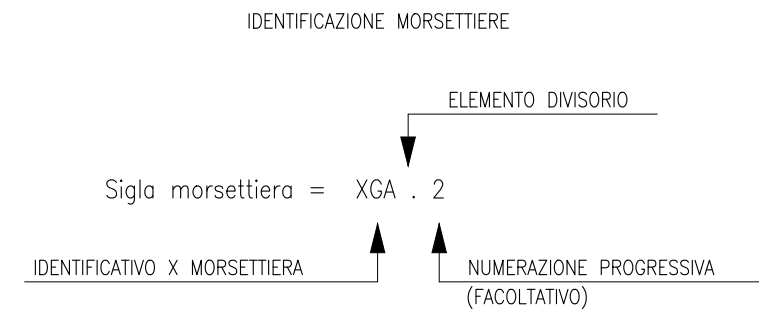 IDENTIFICAZIONE MORSETTIERE
ELEMENTO DIVISORIO
Sigla morsettiera = XGA . 2
IDENTIFICATIVO X MORSETTIERA
NUMERAZIONE PROGRESSIVA
(FACOLTATIVO)